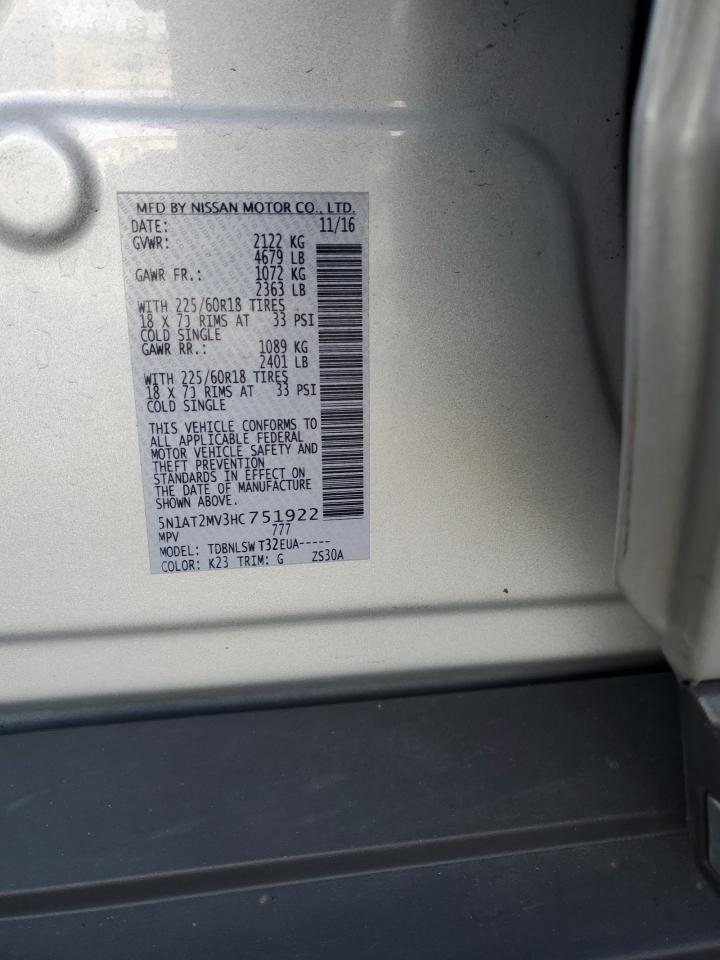 MFD BY NISSAN MOTOR CO., LTD.
DATE: 11/16
GVWR: 2122 KG
4679 LB
GAWR FR.: 1072 KG
2363 LB
WITH 225/60R18 TIRES
18 X 7J RIMS AT 33 PSI
COLD SINGLE
GAWR RR.: 1089 KG
2401 LB
WITH 225/60R18 TIRES
18 X 7J RIMS AT 33 PSI
COLD SINGLE
THIS VEHICLE CONFORMS TO
ALL APPLICABLE FEDERAL
MOTOR VEHICLE SAFETY AND
THEFT PREVENTION
STANDARDS IN EFFECT ON
THE DATE OF MANUFACTURE
SHOWN ABOVE.
5N1AT2MV3HC751922
MPV 777
MODEL: TDBNLSW T32EUA-----
COLOR: K23 TRIM: G ZS30A